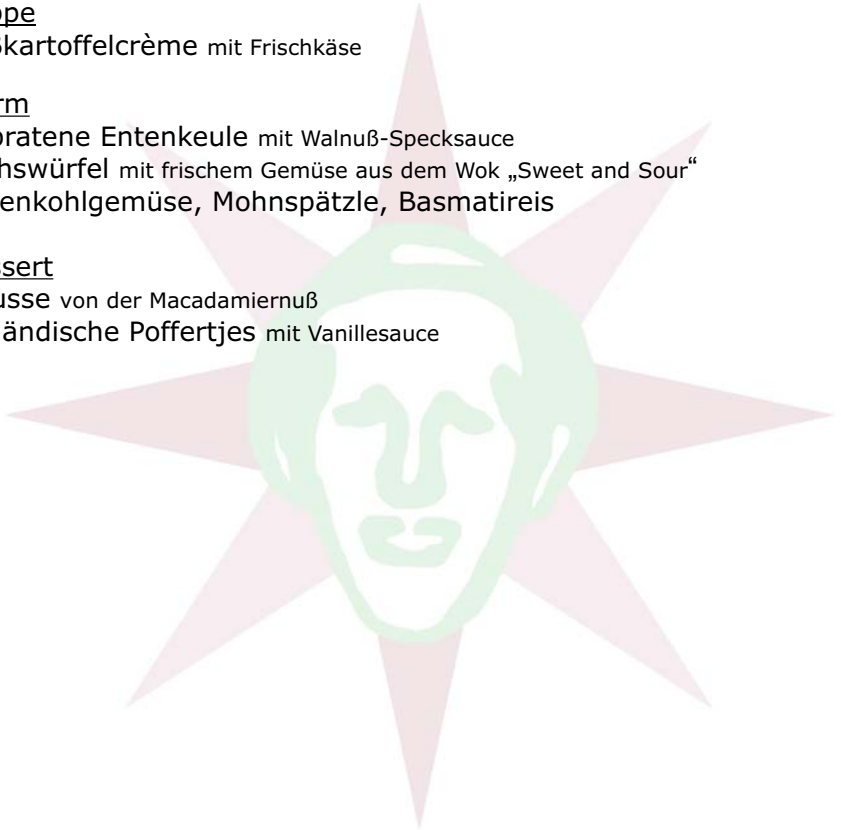 ppe
kartoffelcrème mit Frischkäse
rm
bratene Entenkeule mit Walnuß-Specksauce
hswürfel mit frischem Gemüse aus dem Wok „Sweet and Sour“
enkohlgemüse, Mohnspätzle, Basmatireis
ssert
usse von der Macadamiernuß
ändische Poffertjes mit Vanillesauce